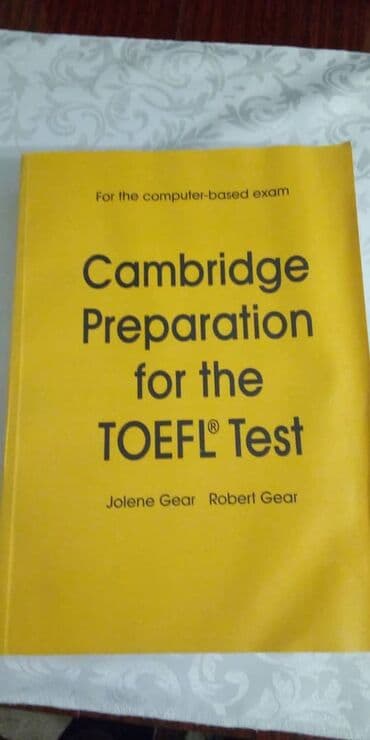 For the computer-based exam
Cambridge
Preparation
for the
TOEFL® Test
Jolene Gear Robert Gear